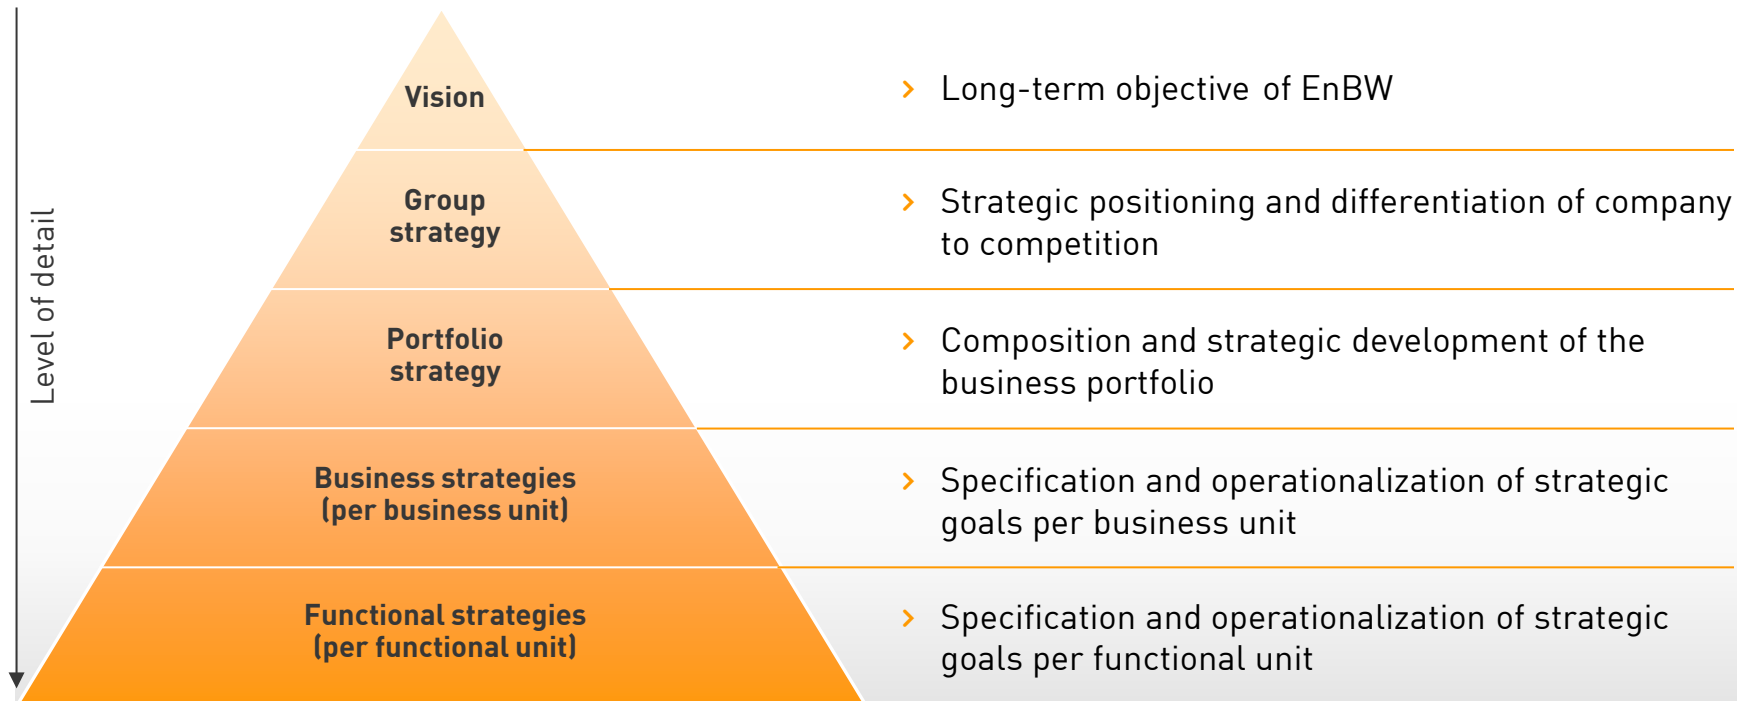 Level of detail
Vision
Long-term objective of EnBW
Group
strategy
Strategic positioning and differentiation of company
to competition
Portfolio
strategy
Composition and strategic development of the
business portfolio
Business strategies
(per business unit)
Specification and operationalization of strategic
goals per business unit
Functional strategies
(per functional unit)
Specification and operationalization of strategic
goals per functional unit